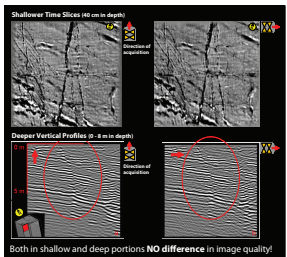 Shallower Time Slices (40 cm in depth)
Direction of
acquisition
Deeper Vertical Profiles (0 - 8 m in depth)
0 m
Direction of
acquisition
5 m
Both in shallow and deep portions NO difference in image quality!